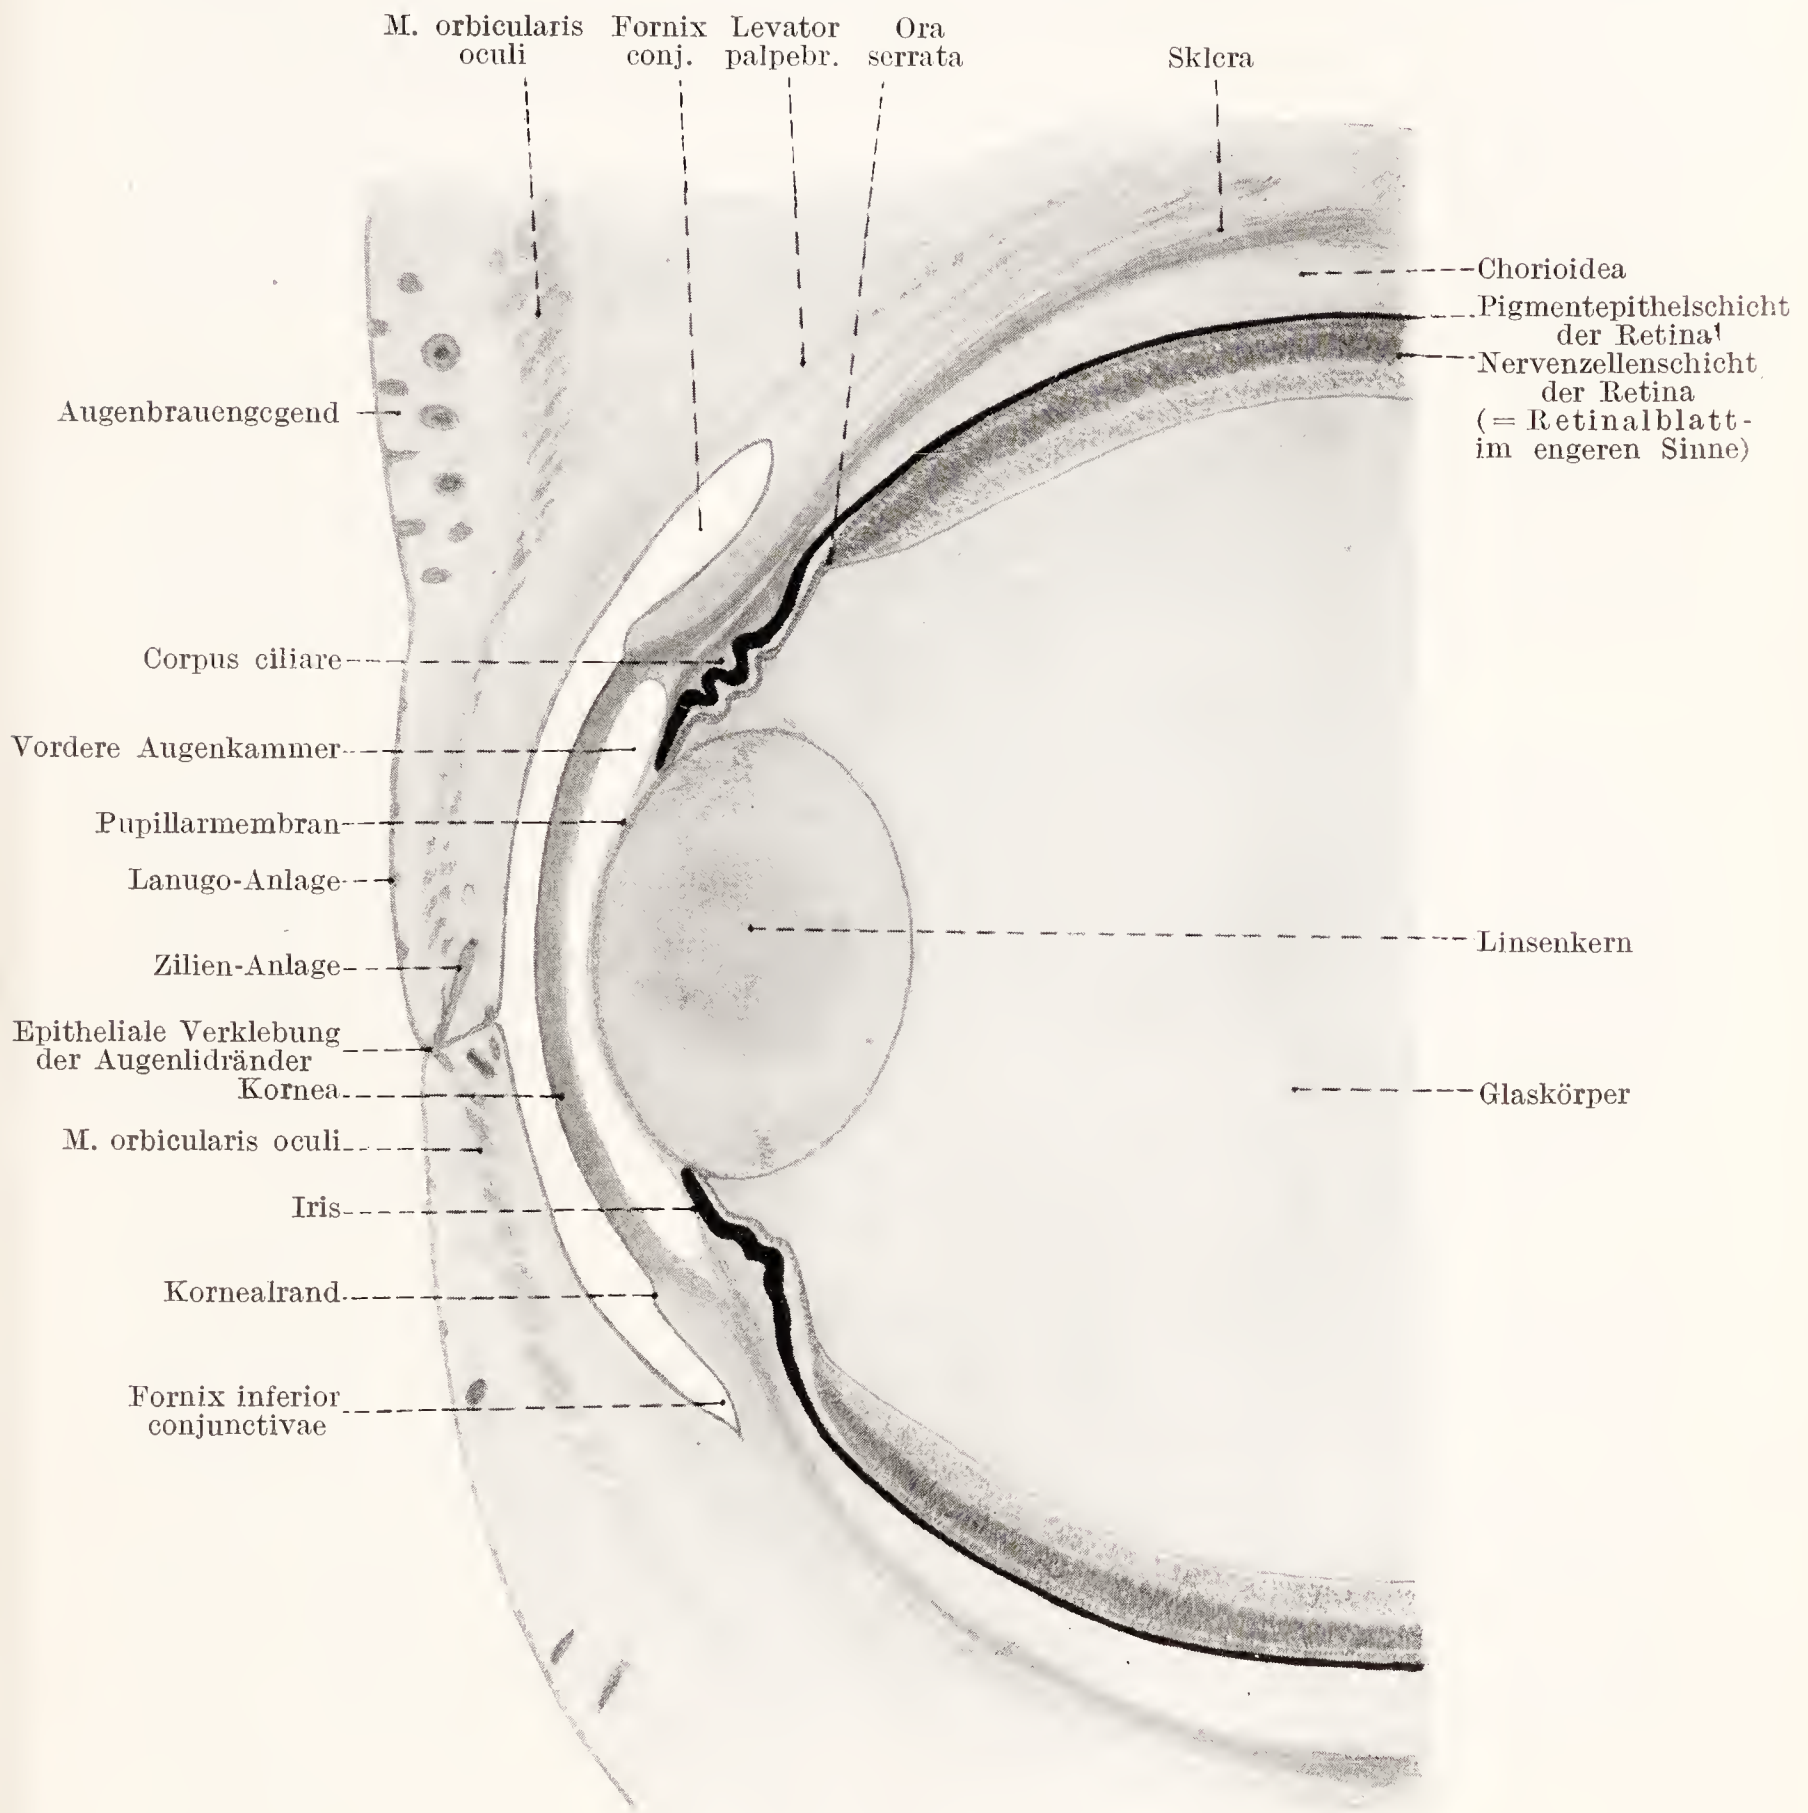 M. orbicularis
oculi
Fornix
conj.
Levator
palpebr.
Ora
serrata
Sklera
Chorioidea
Pigmentepithelschicht
der Retina
Nervenzellenschicht
der Retina
(= Retinalblatt-
im engeren Sinne)
Augenbrauengegend
Corpus ciliare
Vordere Augenkammer
Pupillarmembran
Lanugo-Anlage
Linsenkern
Zilien-Anlage
Epitheliale Verklebung
der Augenlidränder
Kornea
Glaskörper
M. orbicularis oculi
Iris
Kornealrand
Fornix inferior
conjunctivae